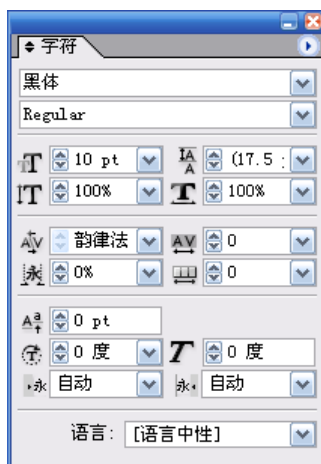 字符
黑体
Regular
10 pt (17.5 :
100% 100%
韵律法 0
0% 0
0 pt
0 度 0 度
自动 自动
语言: [语言中性]